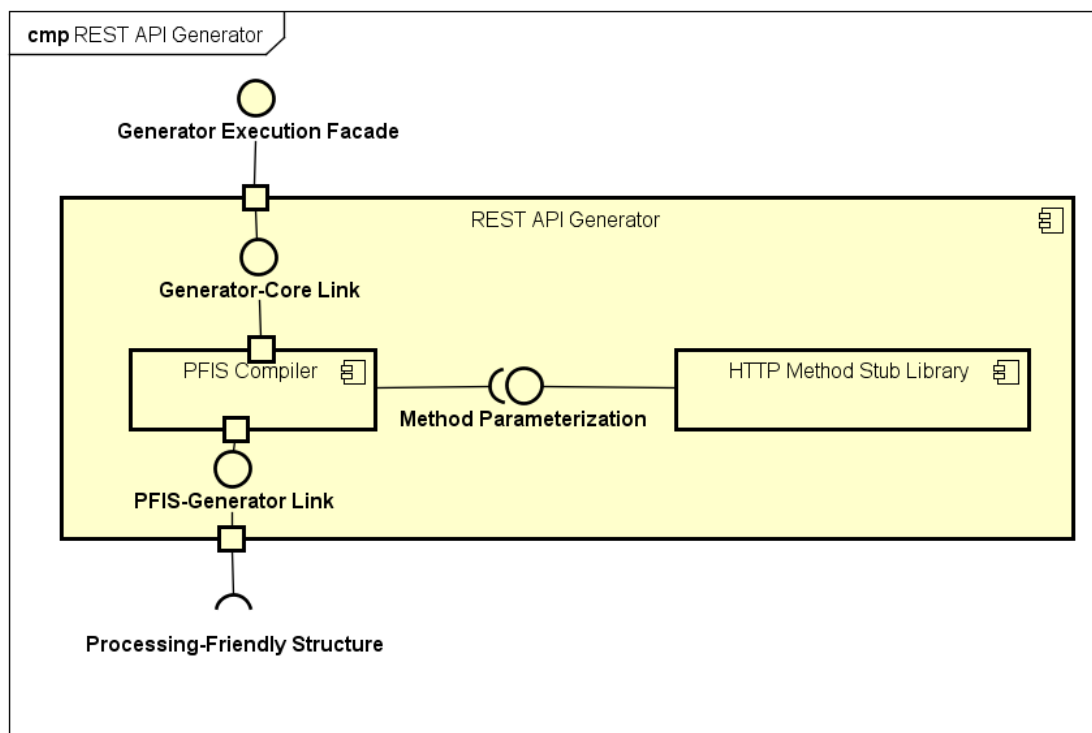 cmp REST API Generator
Generator Execution Facade
REST API Generator
Generator-Core Link
PFIS Compiler
HTTP Method Stub Library
Method Parameterization
PFIS-Generator Link
Processing-Friendly Structure